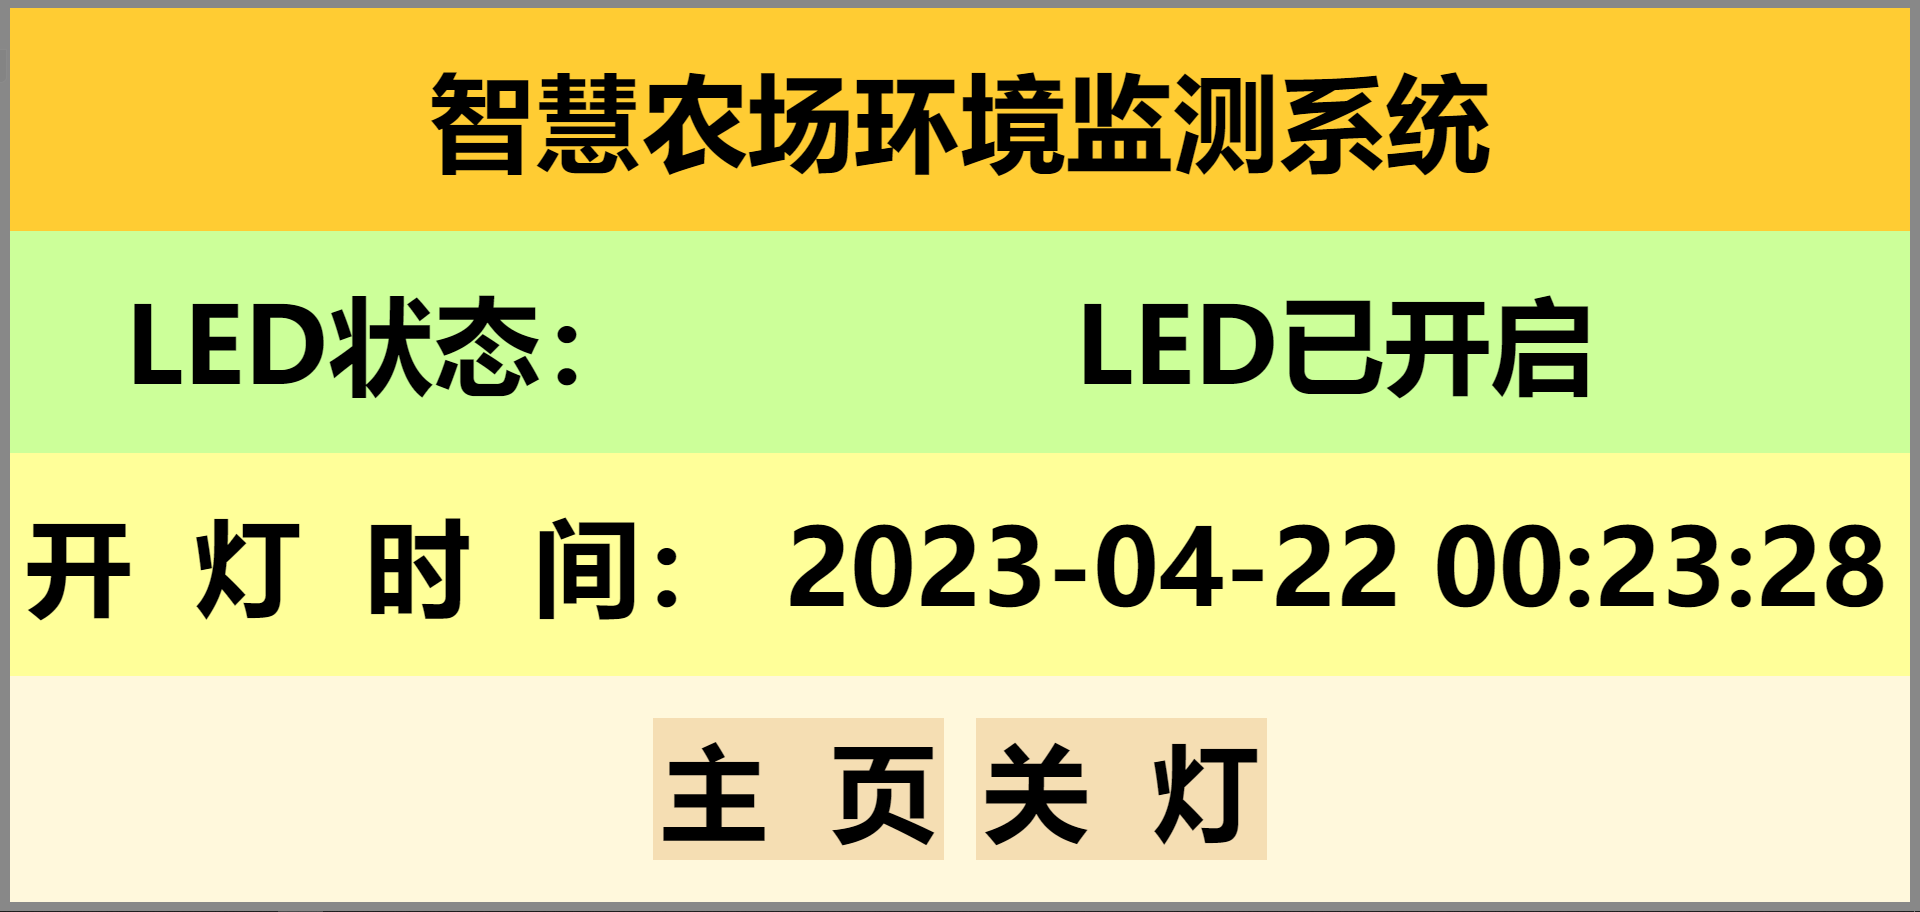 智慧农场环境监测系统
LED状态： LED已开启
开 灯 时 间： 2023-04-22 00:23:28
主 页 关 灯